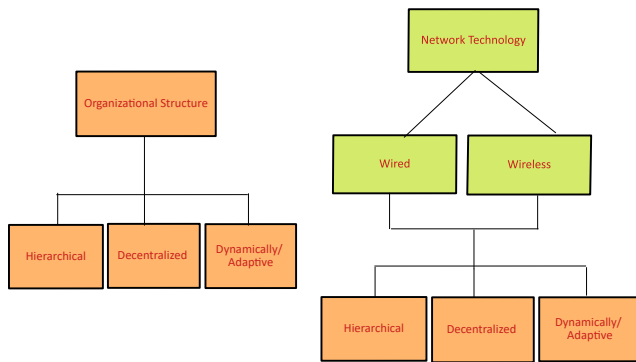 Organizational Structure
Hierarchical
Decentralized
Dynamically/
Adaptive
Network Technology
Wired
Wireless
Hierarchical
Decentralized
Dynamically/
Adaptive